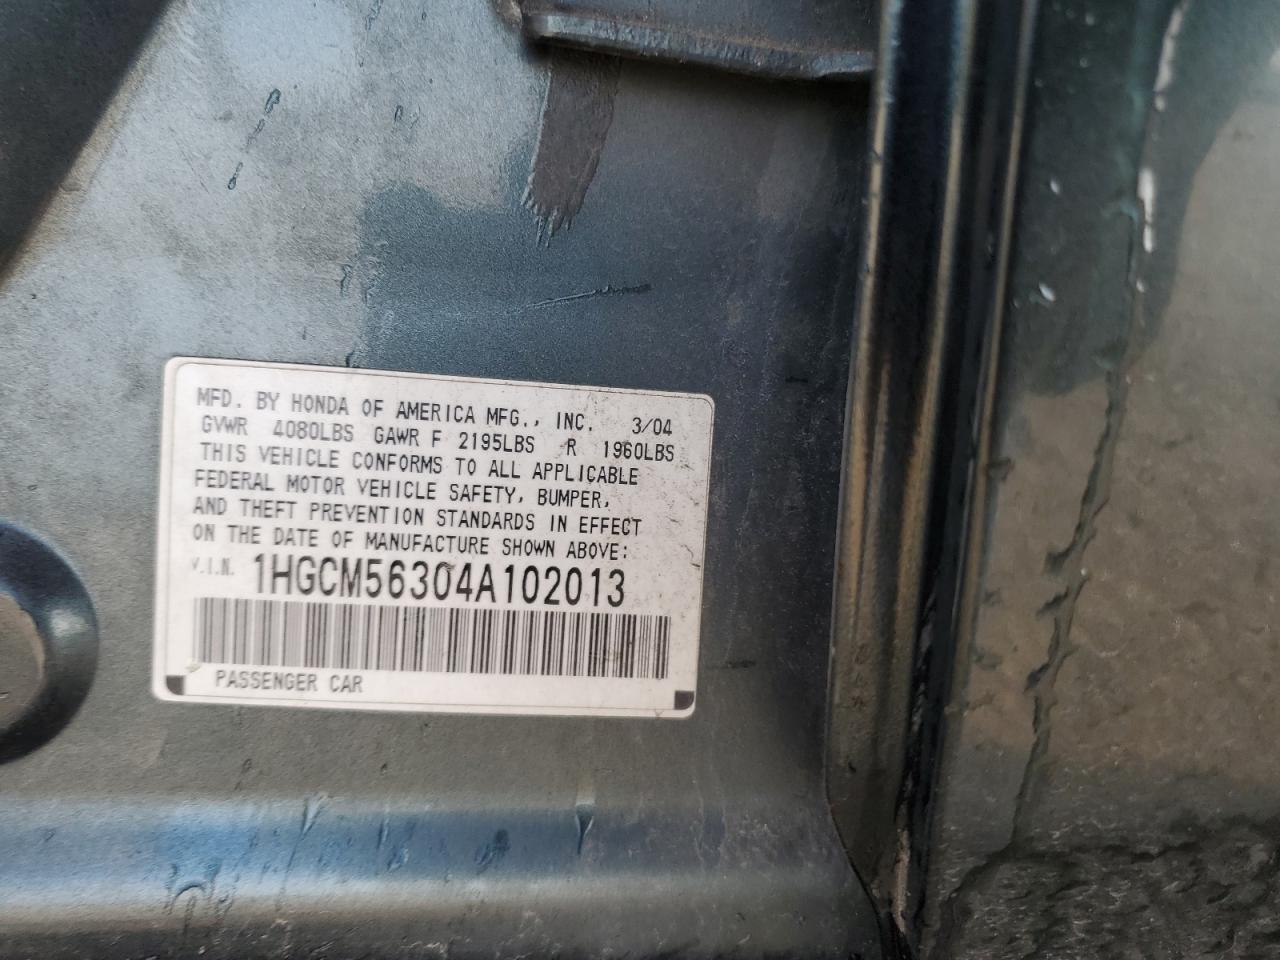 MFD. BY HONDA OF AMERICA MFG., INC. 3/04
GVWR 4080LBS GAWR F 2195LBS R 1960LBS
THIS VEHICLE CONFORMS TO ALL APPLICABLE
FEDERAL MOTOR VEHICLE SAFETY, BUMPER,
AND THEFT PREVENTION STANDARDS IN EFFECT
ON THE DATE OF MANUFACTURE SHOWN ABOVE:
V.I.N. 1HGCM56304A102013
PASSENGER CAR